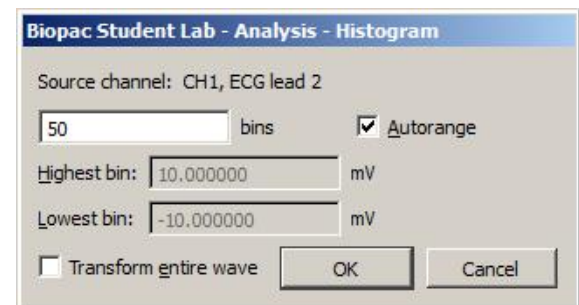 Biopac Student Lab - Analysis - Histogram
Source channel: CH1, ECG lead 2
50 bins Autorange
Highest bin: 10.000000 mV
Lowest bin: -10.000000 mV
Transform entire wave OK Cancel